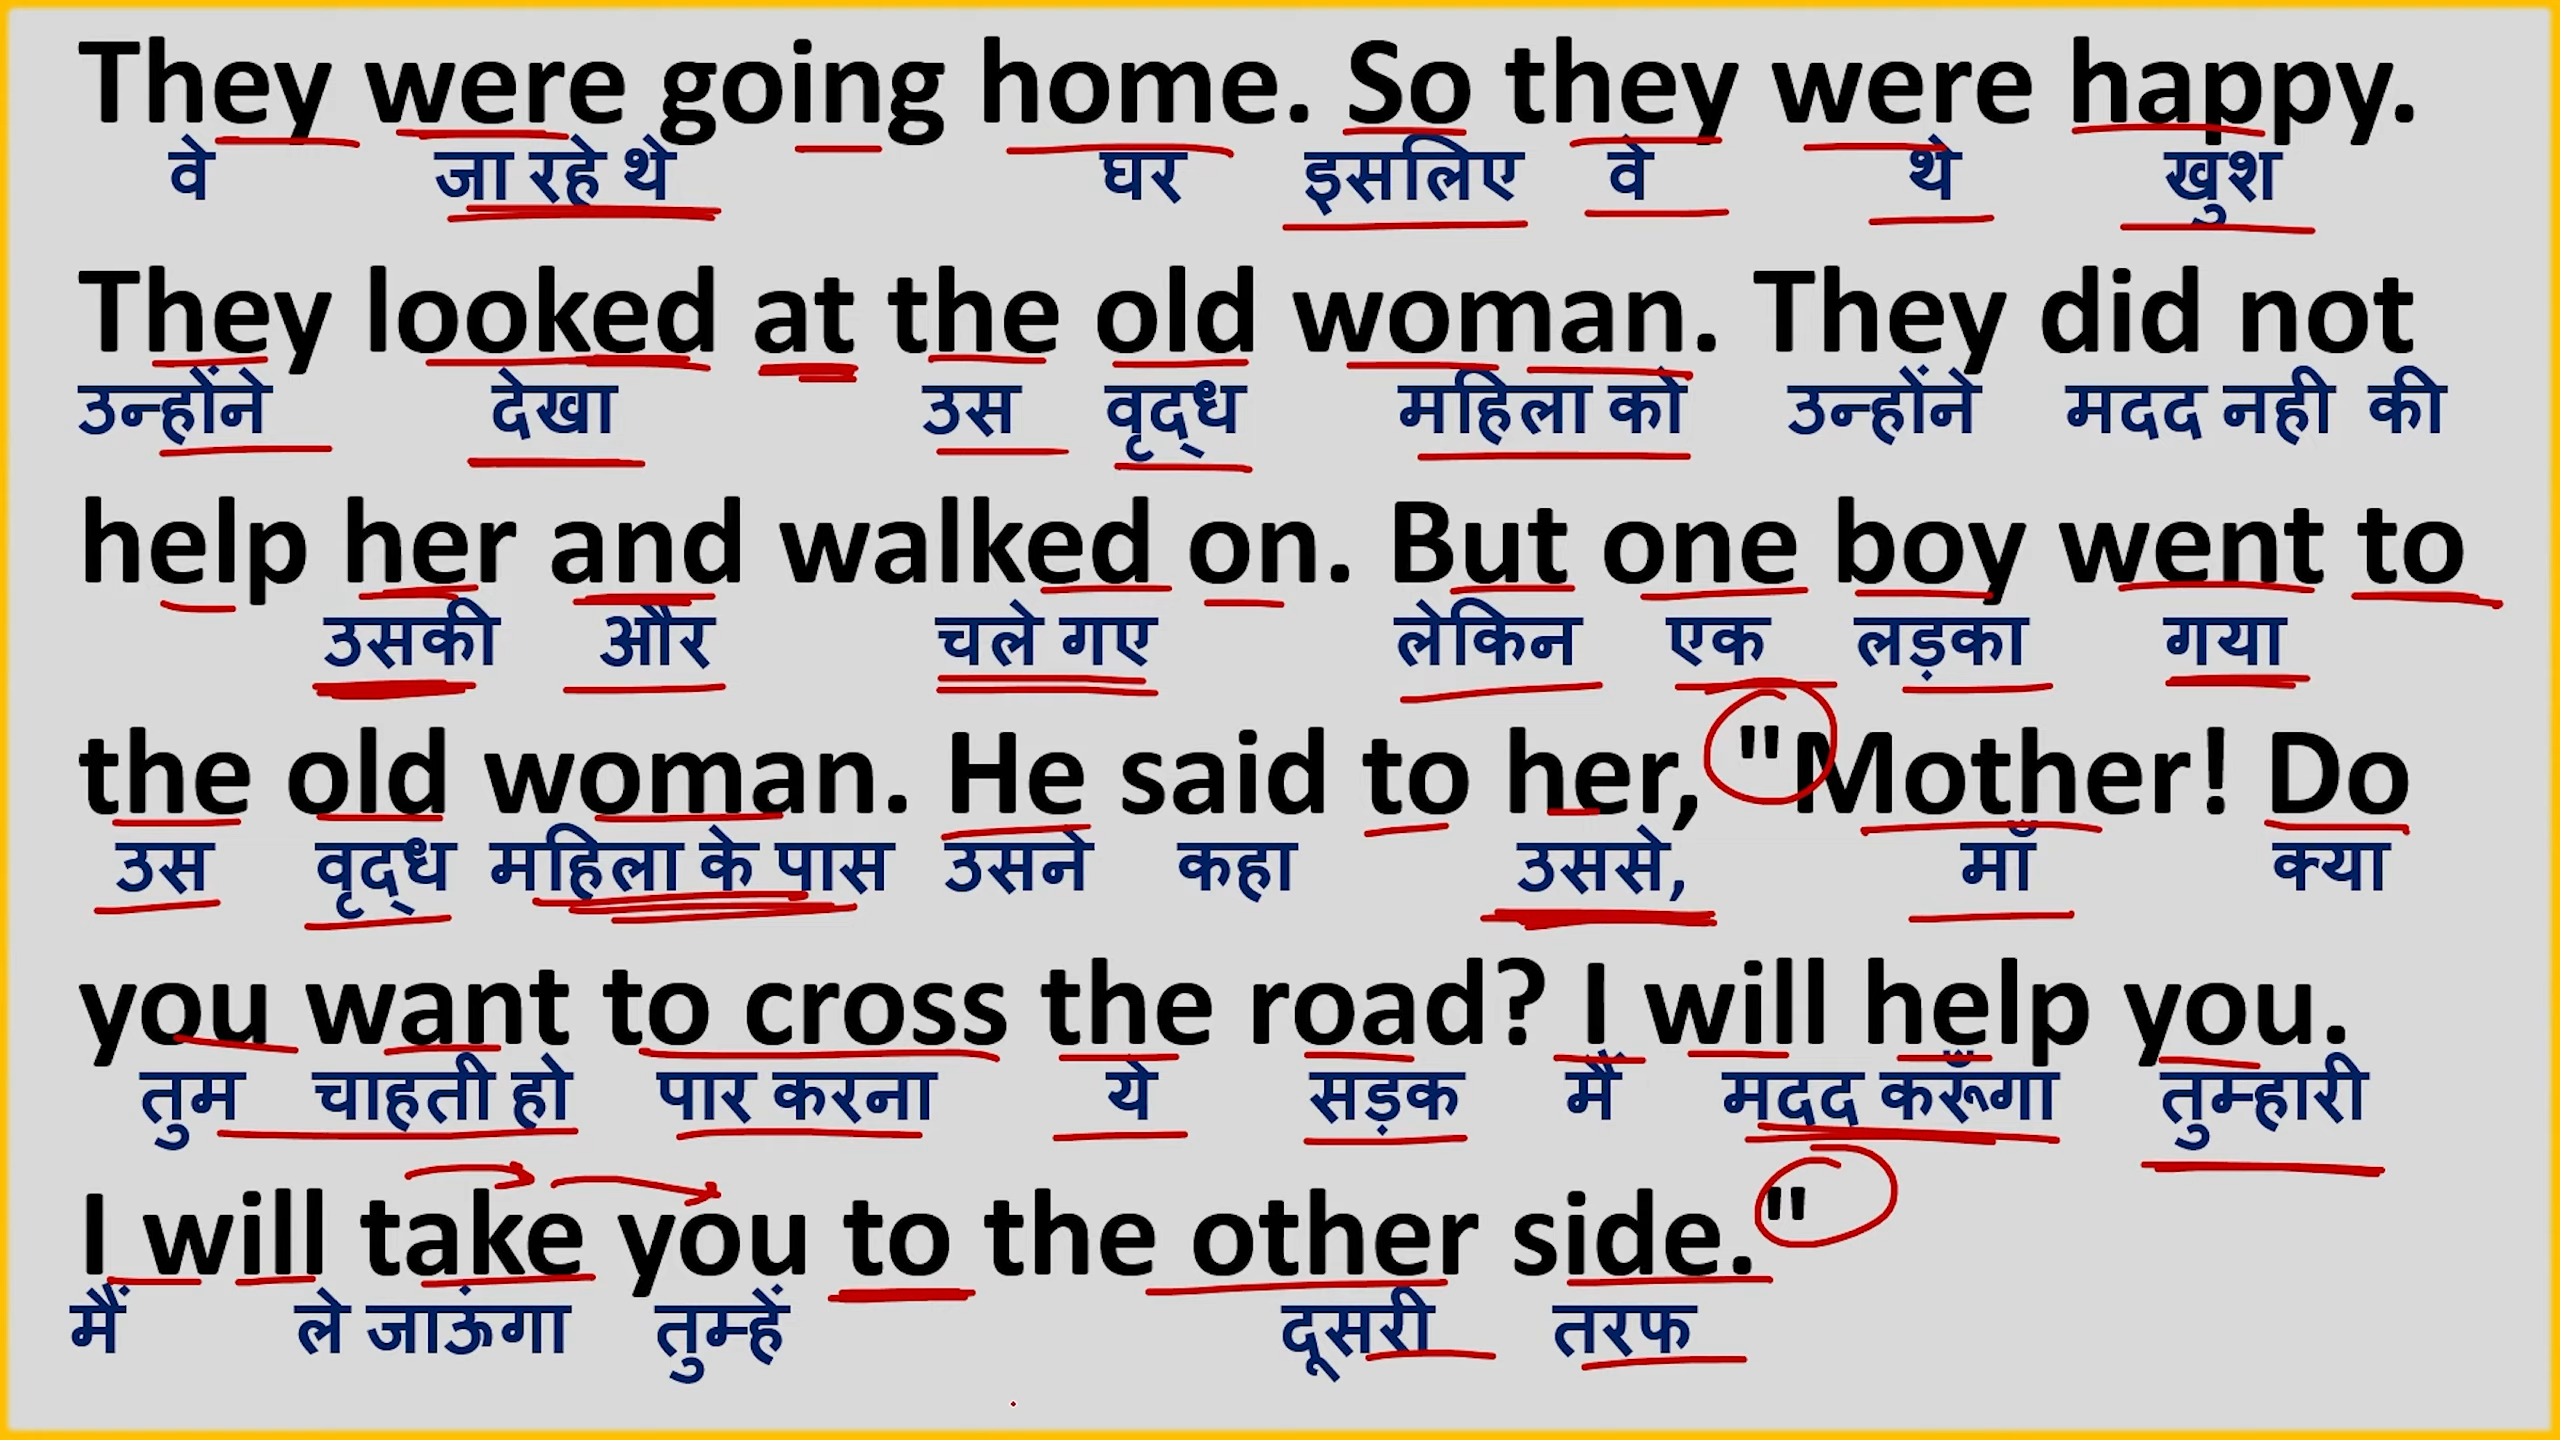 They were going home. So they were happy.
वे जा रहे थे घर इसलिए वे थे खुश
They looked at the old woman. They did not
उन्होंने देखा उस वृद्ध महिला को उन्होंने मदद नही की
help her and walked on. But one boy went to
उसकी और चले गए लेकिन एक लड़का गया
the old woman. He said to her, "Mother! Do
उस वृद्ध महिला के पास उसने कहा उससे, माँ क्या
you want to cross the road? I will help you.
तुम चाहती हो पार करना ये सड़क मैं मदद करूँगा तुम्हारी
I will take you to the other side."
मैं ले जाऊंगा तुम्हें दूसरी तरफ